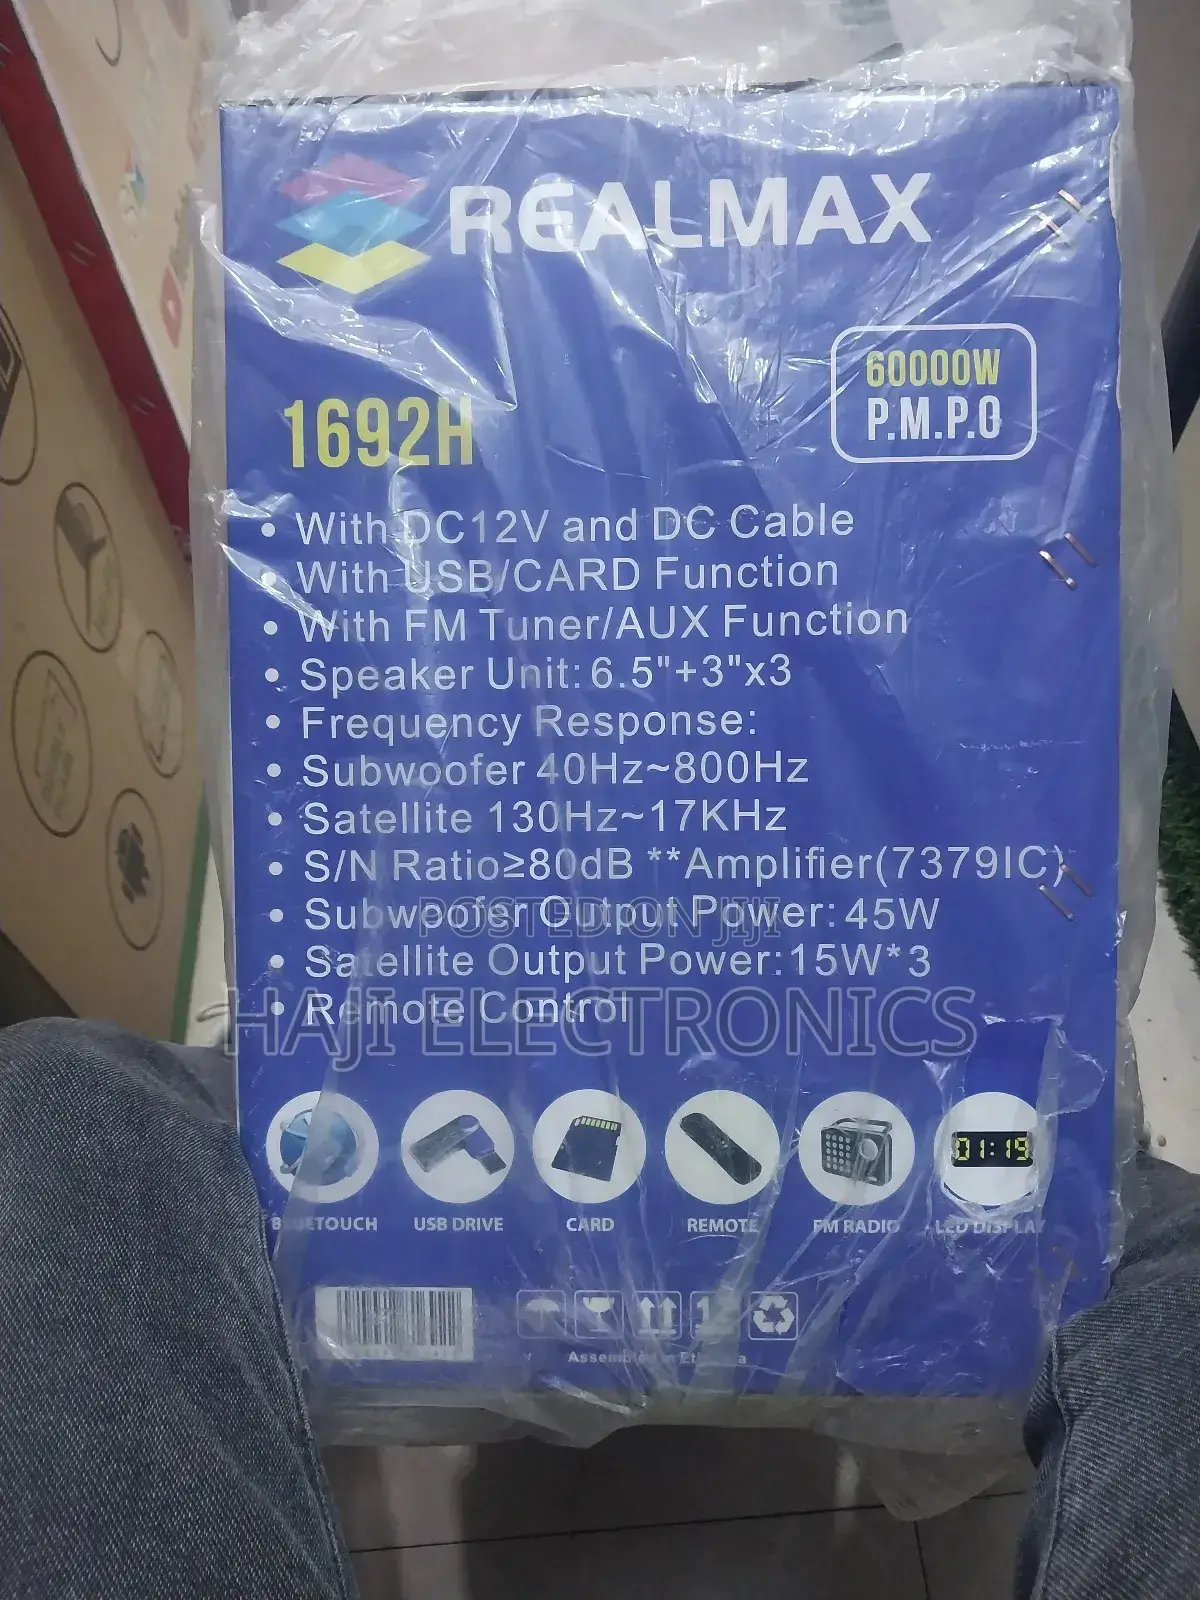 REALMAX
60000W
P.M.P.O
1692H
• With DC12V and DC Cable
• With USB/CARD Function
• With FM Tuner/AUX Function
• Speaker Unit: 6.5"+3"x3
• Frequency Response:
• Subwoofer 40Hz~800Hz
• Satellite 130Hz~17KHz
• S/N Ratio≥80dB **Amplifier(7379IC)
• Subwoofer Output Power: 45W
POSTED ON JIJI
• Satellite Output Power:15W*3
• Remote Control
HAJI ELECTRONICS
BLUETOUCH USB DRIVE CARD REMOTE FM RADIO LED DISPLAY
01:19
Assembled in Ethiopia